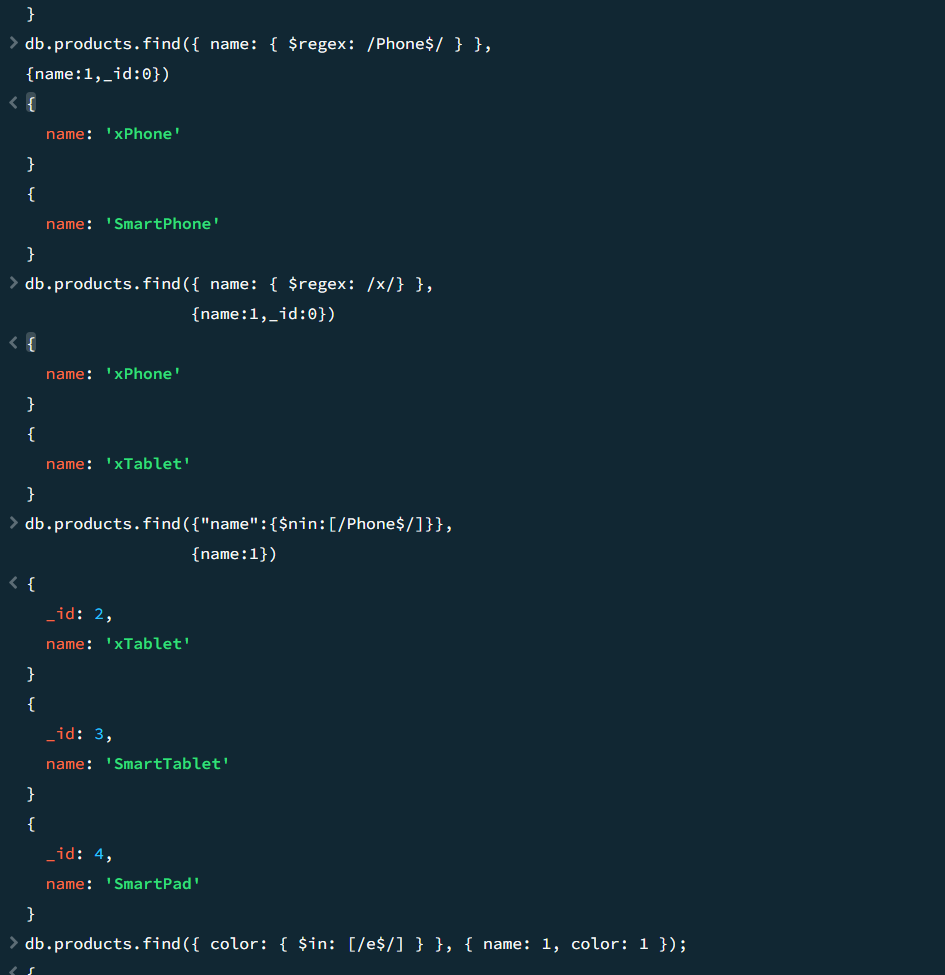 }
> db.products.find({ name: { $regex: /Phone$/ } },
{name:1,_id:0})
< {
name: 'xPhone'
}
{
name: 'SmartPhone'
}
> db.products.find({ name: { $regex: /x/} },
{name:1,_id:0})
< {
name: 'xPhone'
}
{
name: 'xTablet'
}
> db.products.find({"name":{$nin:[/Phone$/]}},
{name:1})
< {
_id: 2,
name: 'xTablet'
}
{
_id: 3,
name: 'SmartTablet'
}
{
_id: 4,
name: 'SmartPad'
}
> db.products.find({ color: { $in: [/e$/] } }, { name: 1, color: 1 });
< {